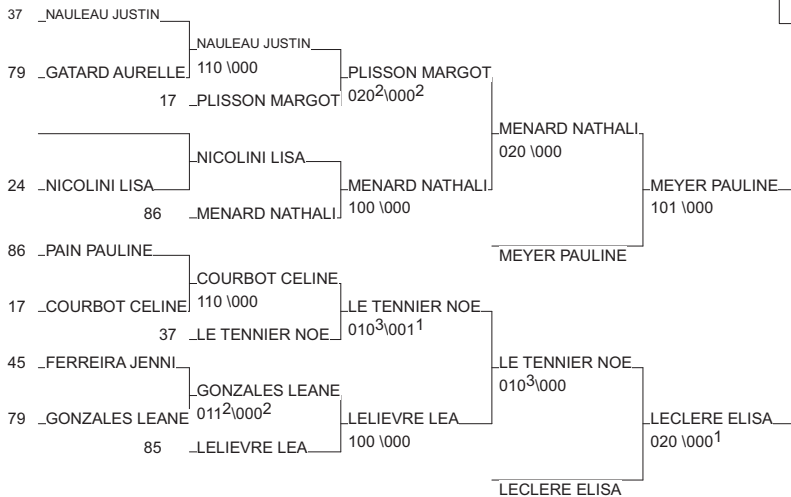 37 NAULEAU JUSTIN
NAULEAU JUSTIN
79 GATARD AURELLE
110 \000
PLISSON MARGOT
17 PLISSON MARGOT
020²\000²
MENARD NATHALI
020 \000
NICOLINI LISA
24 NICOLINI LISA
MENARD NATHALI
MEYER PAULINE
86 MENARD NATHALI
100 \000
101 \000
86 PAIN PAULINE
MEYER PAULINE
COURBOT CELINE
17 COURBOT CELINE
110 \000
LE TENNIER NOE
37 LE TENNIER NOE
010³\001¹
45 FERREIRA JENNI
LE TENNIER NOE
010³\000
GONZALES LEANE
79 GONZALES LEANE
011²\000²
LELIEVRE LEA
LECLERE ELISA
85 LELIEVRE LEA
100 \000
020 \000¹
LECLERE ELISA